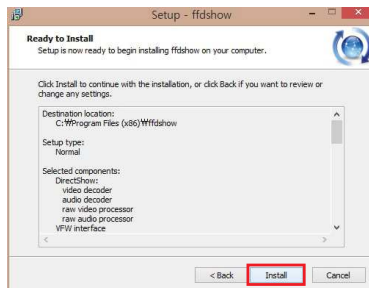 Setup - ffdshow
Ready to Install
Setup is now ready to begin installing ffdshow on your computer.
Click Install to continue with the installation, or click Back if you want to review or
change any settings.
Destination location:
C:₩Program Files (x86)₩ffdshow
Setup type:
Normal
Selected components:
DirectShow:
video decoder
audio decoder
raw video processor
raw audio processor
VFW interface
< Back Install Cancel